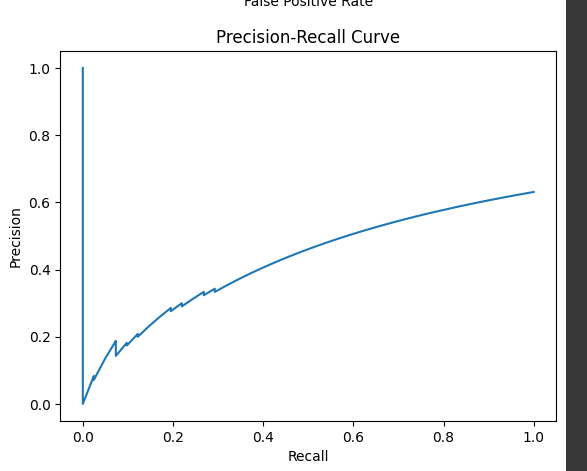 False Positive Rate
Precision-Recall Curve
1.0
0.8
0.6
0.4
0.2
0.0
Precision
0.0 0.2 0.4 0.6 0.8 1.0
Recall